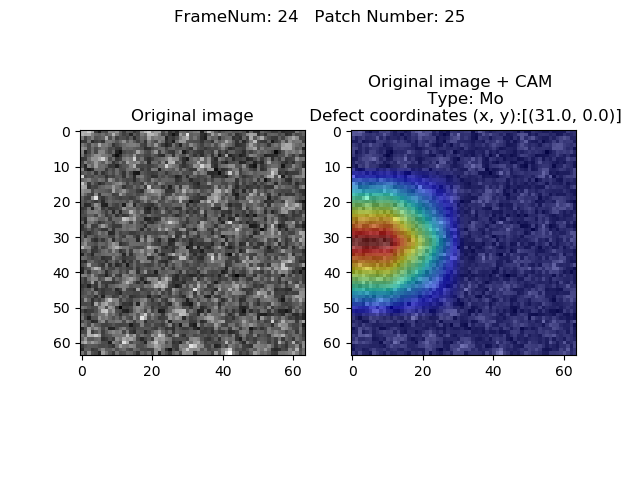 FrameNum: 24   Patch Number: 25
Original image
0
10
20
30
40
50
60
0 20 40 60
Original image + CAM
Type: Mo
Defect coordinates (x, y):[(31.0, 0.0)]
0
10
20
30
40
50
60
0 20 40 60